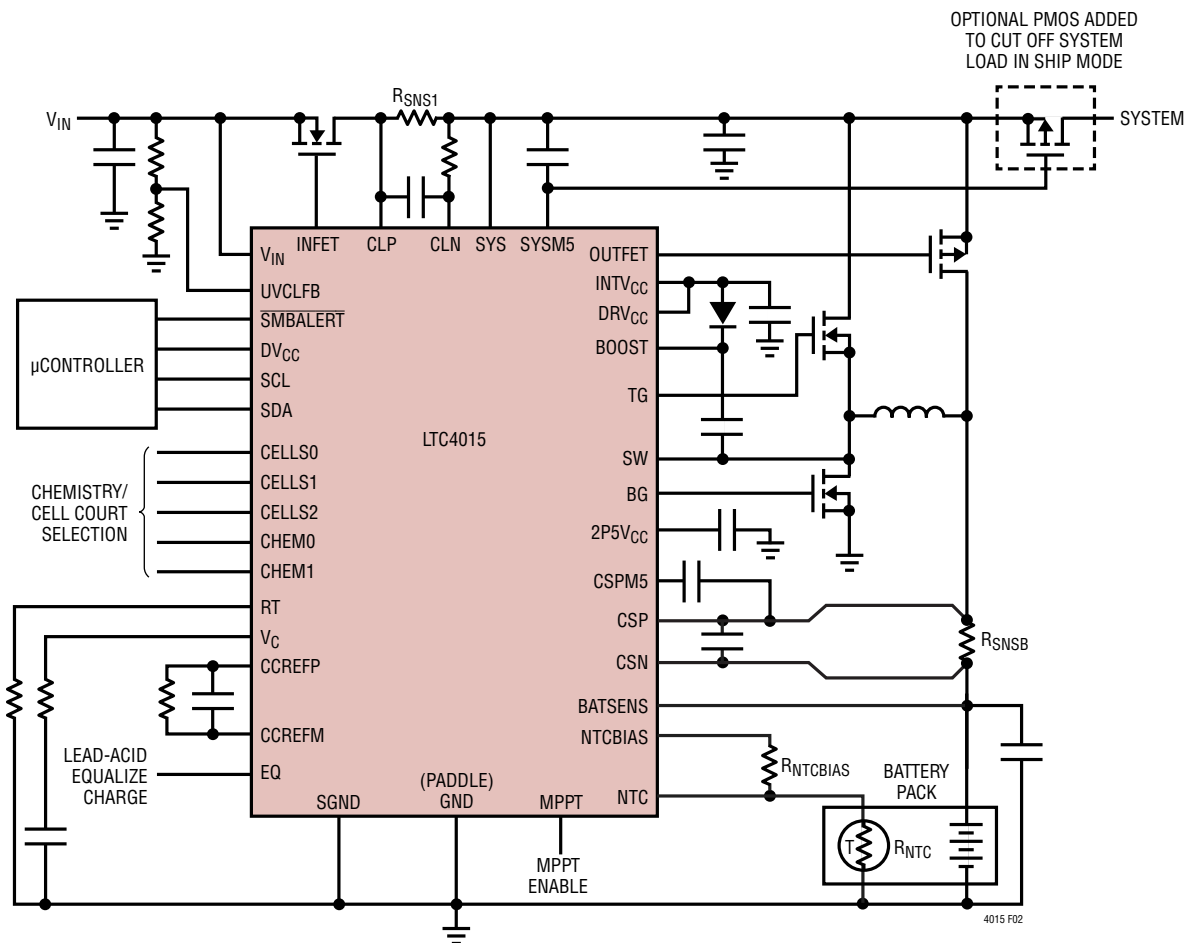 OPTIONAL PMOS ADDED
TO CUT OFF SYSTEM
LOAD IN SHIP MODE
VIN
RSNS1
SYSTEM
INFET
CLP
CLN
SYS
SYSM5
VIN
UVCLFB
SMBALERT
DVCC
SCL
SDA
µCONTROLLER
CELLS0
CELLS1
CELLS2
CHEM0
CHEM1
CHEMISTRY/
CELL COURT
SELECTION
RT
VC
CCREFP
CCREFM
EQ
LEAD-ACID
EQUALIZE
CHARGE
LTC4015
OUTFET
INTVCC
DRVCC
BOOST
TG
SW
BG
2P5VCC
CSPM5
CSP
CSN
BATSENS
NTCBIAS
NTC
RSNSB
RNTCBIAS
BATTERY
PACK
T
RNTC
SGND
(PADDLE)
GND
MPPT
MPPT
ENABLE
4015 F02